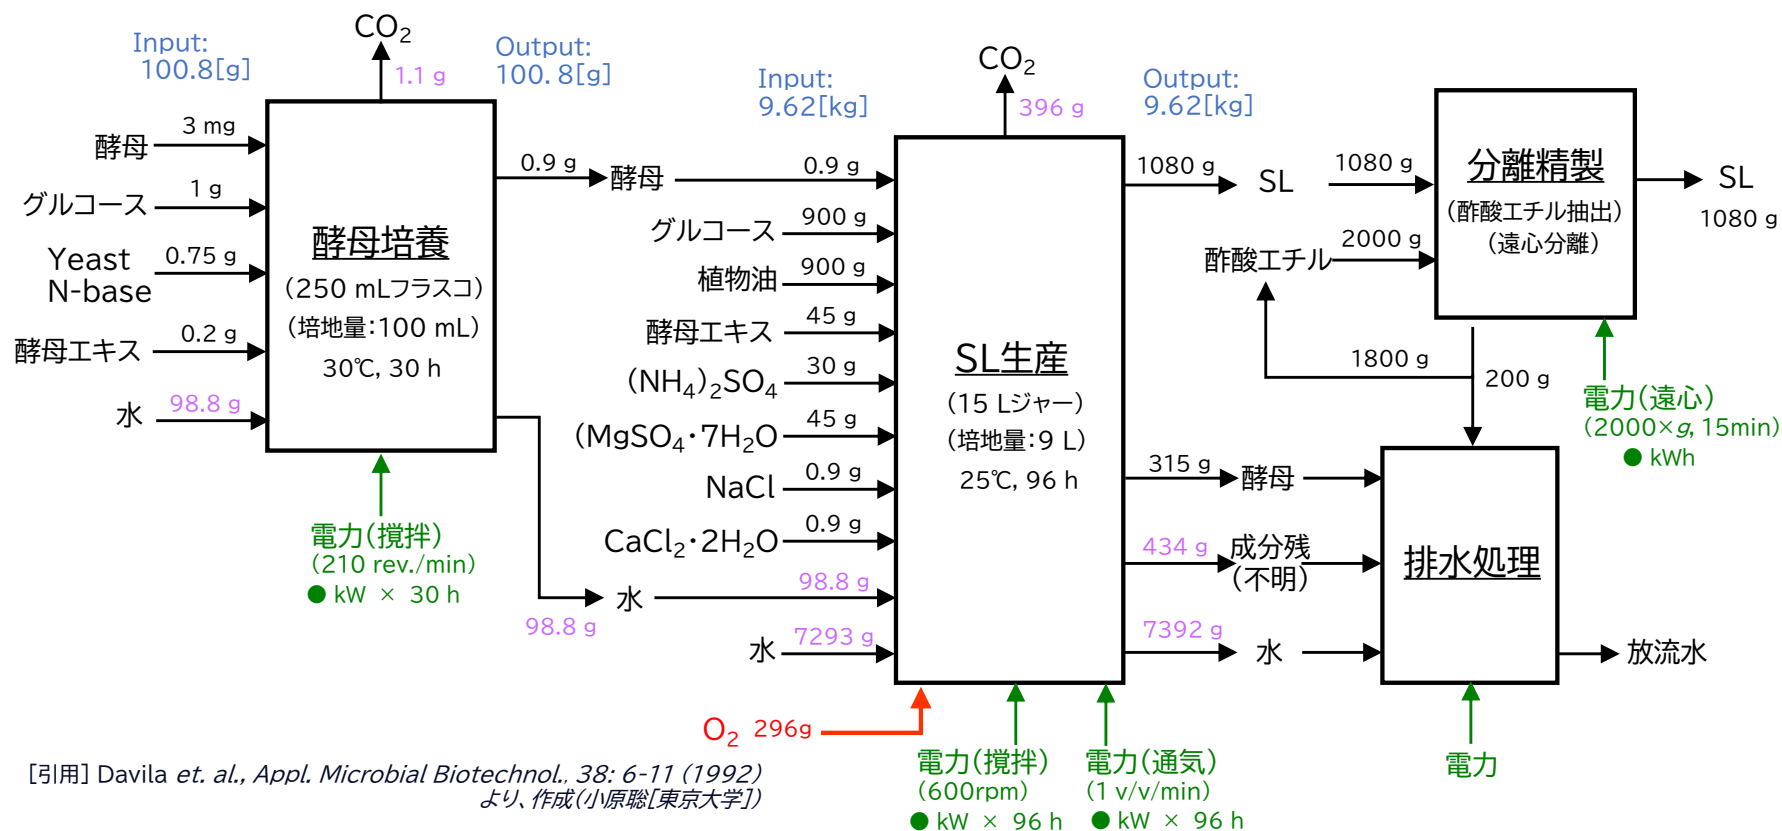 Input:
100.8[g]
CO2
1.1 g
Output:
100. 8[g]
酵母
3 mg
グルコース
1 g
Yeast
N-base
0.75 g
酵母エキス
0.2 g
水
98.8 g
酵母培養
(250 mLフラスコ)
(培地量:100 mL)
30℃, 30 h
電力(撹拌)
(210 rev./min)
● kW × 30 h
0.9 g
酵母
98.8 g
水
Input:
9.62[kg]
CO2
396 g
Output:
9.62[kg]
0.9 g
グルコース
900 g
植物油
900 g
酵母エキス
45 g
(NH4)2SO4
30 g
(MgSO4・7H2O
45 g
NaCl
0.9 g
CaCl2・2H2O
0.9 g
98.8 g
水
7293 g
O2 296g
SL生産
(15 Lジャー)
(培地量:9 L)
25℃, 96 h
電力(撹拌)
(600rpm)
● kW × 96 h
電力(通気)
(1 v/v/min)
● kW × 96 h
1080 g
SL
1080 g
酢酸エチル
2000 g
分離精製
(酢酸エチル抽出)
(遠心分離)
SL
1080 g
1800 g
200 g
電力(遠心)
(2000×g, 15min)
● kWh
315 g
酵母
434 g
成分残
(不明)
7392 g
水
排水処理
放流水
電力
[引用] Davila et. al., Appl. Microbial Biotechnol., 38: 6-11 (1992)
より、作成(小原聡[東京大学])